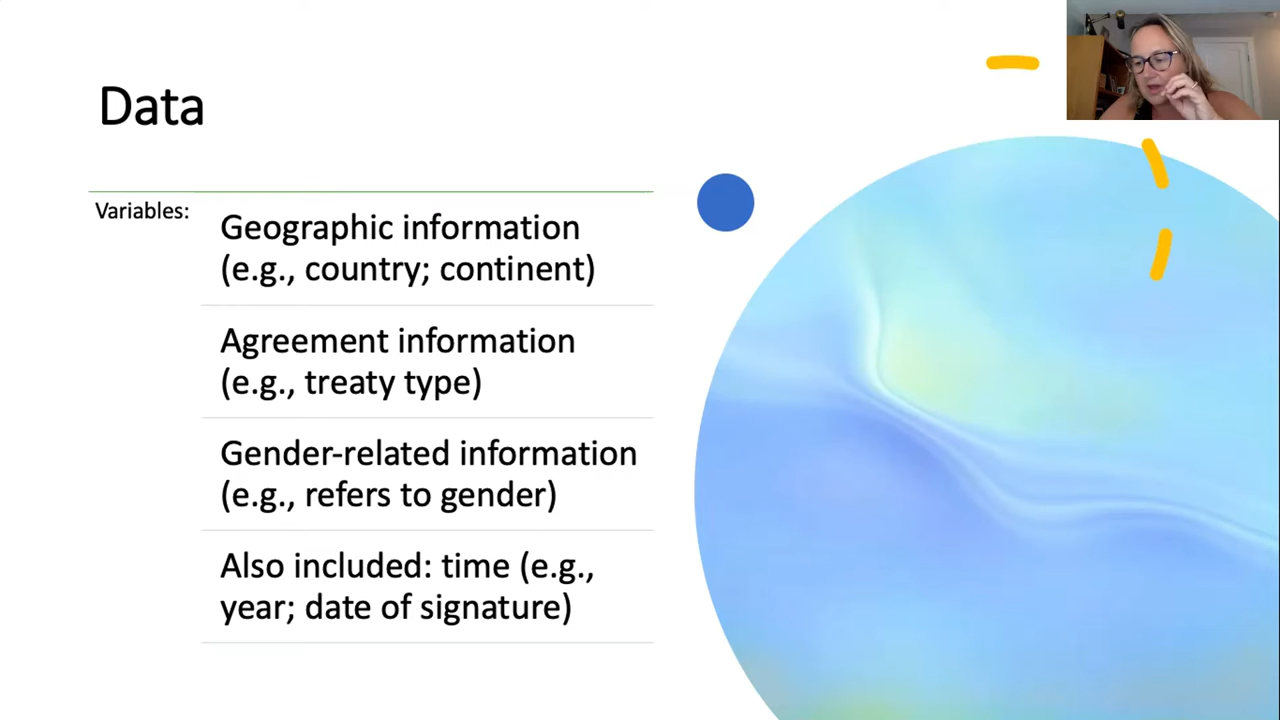 Data
Variables:
Geographic information
(e.g., country; continent)
Agreement information
(e.g., treaty type)
Gender-related information
(e.g., refers to gender)
Also included: time (e.g.,
year; date of signature)